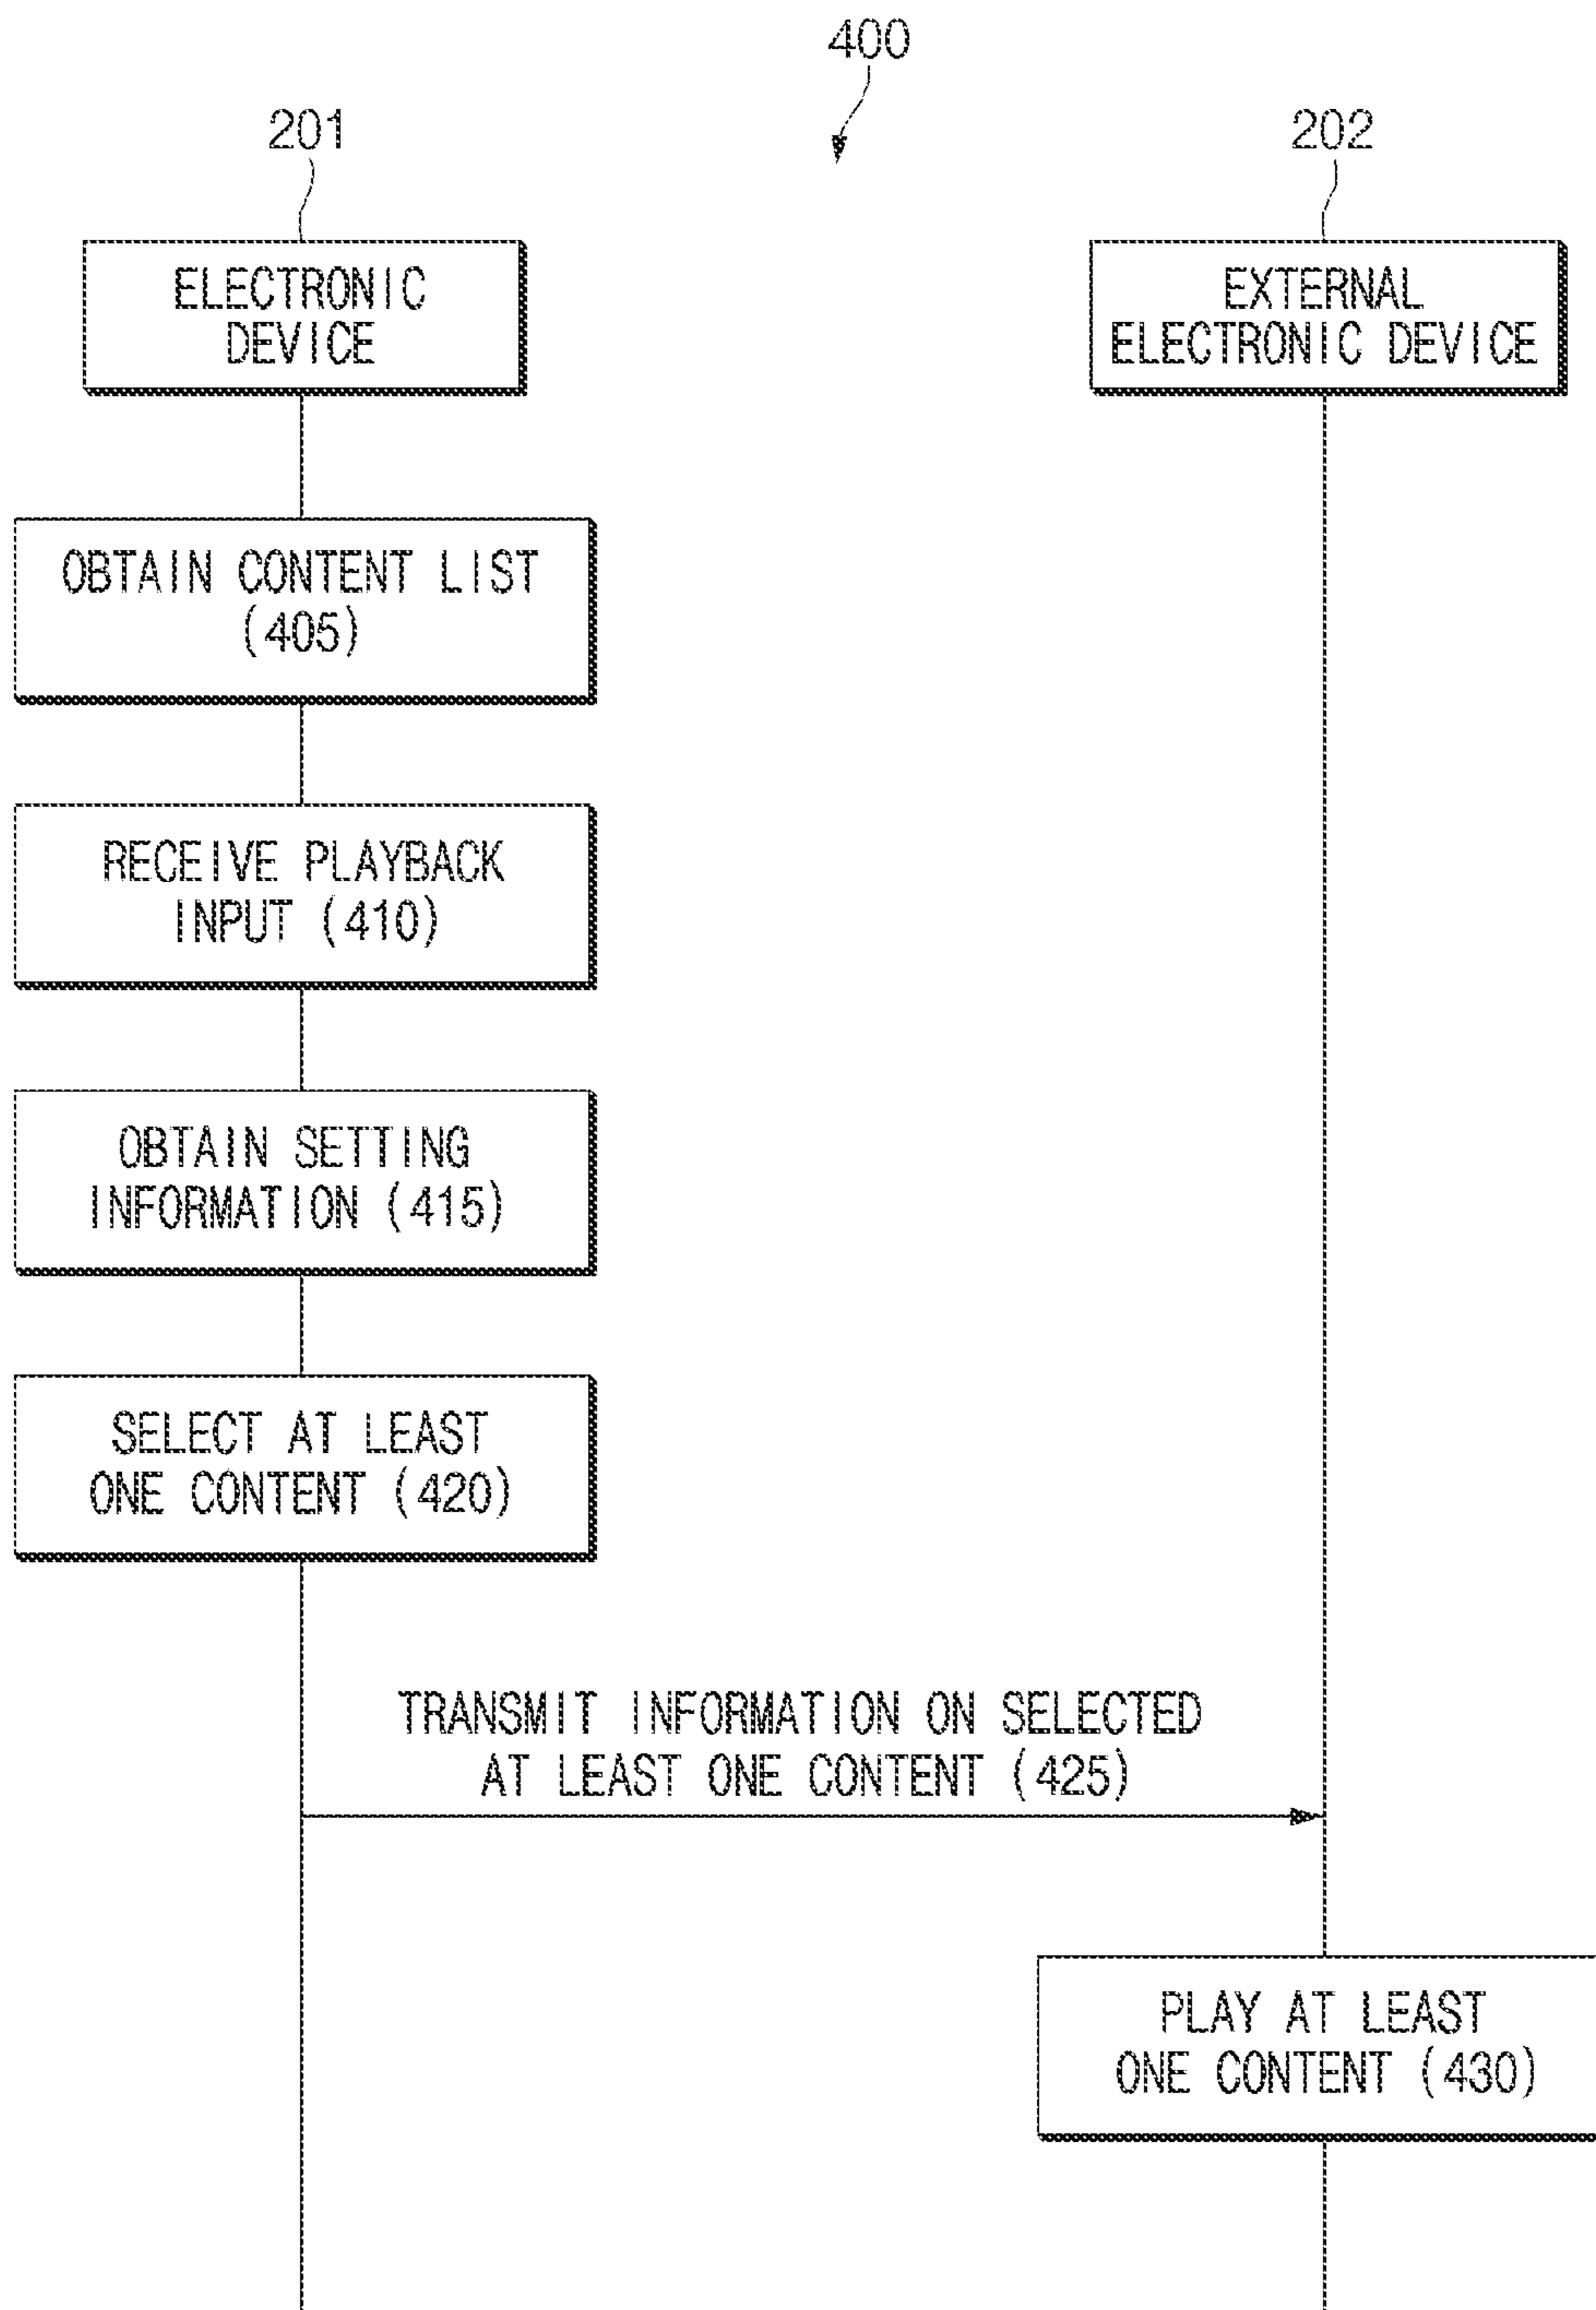 400
201
202
ELECTRONIC
DEVICE
EXTERNAL
ELECTRONIC DEVICE
OBTAIN CONTENT LIST
(405)
RECEIVE PLAYBACK
INPUT (410)
OBTAIN SETTING
INFORMATION (415)
SELECT AT LEAST
ONE CONTENT (420)
TRANSMIT INFORMATION ON SELECTED
AT LEAST ONE CONTENT (425)
PLAY AT LEAST
ONE CONTENT (430)